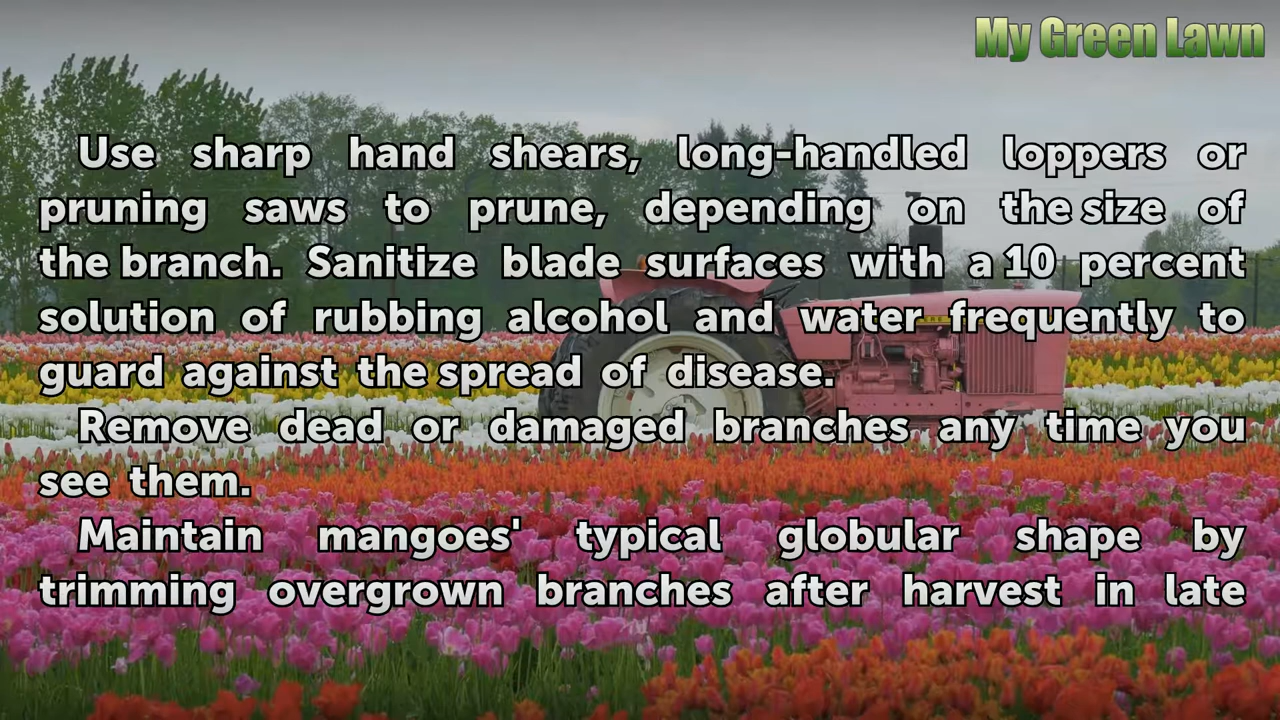 My Green Lawn
Use sharp hand shears, long-handled loppers or
pruning saws to prune, depending on the size of
the branch. Sanitize blade surfaces with a 10 percent
solution of rubbing alcohol and water frequently to
guard against the spread of disease.
Remove dead or damaged branches any time you
see them.
Maintain mangoes' typical globular shape by
trimming overgrown branches after harvest in late